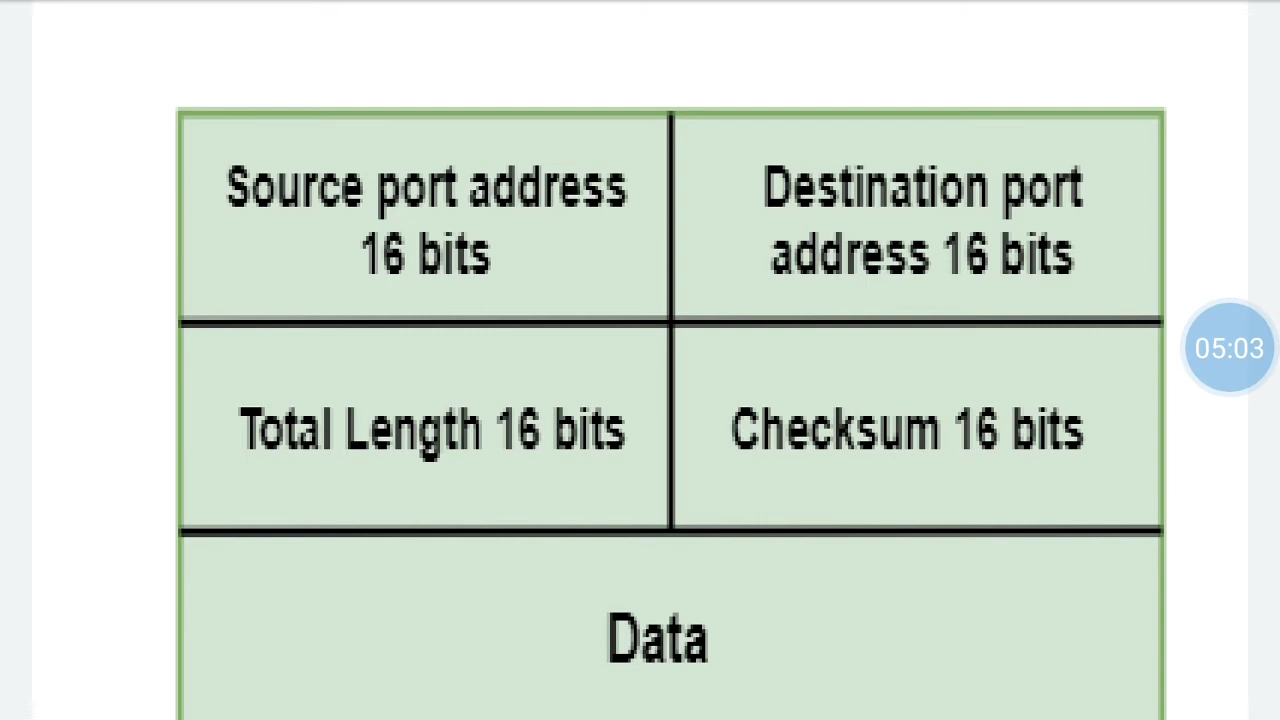 Source port address
16 bits
Destination port
address 16 bits
Total Length 16 bits
Checksum 16 bits
05:03
Data